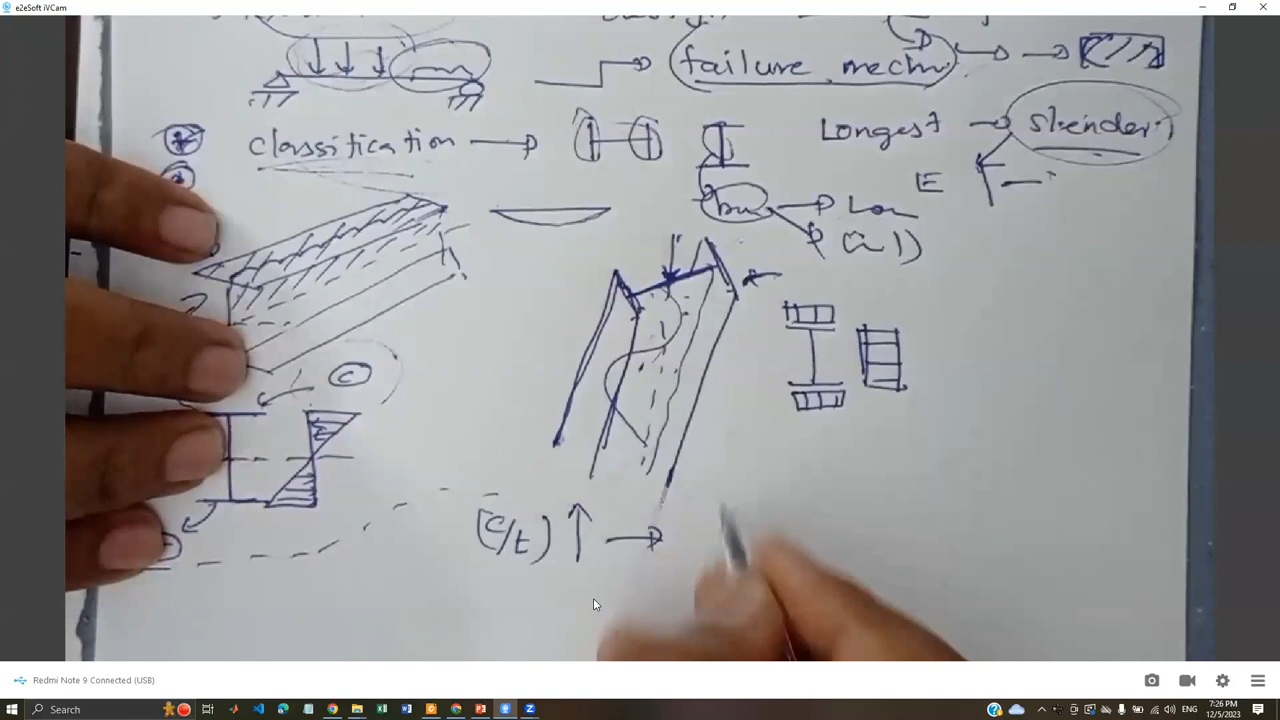 e2eSoft iVCam
failure mech
classification
Longest
slender
E
C
(c/t)
Redmi Note 9 Connected (USB)
Search
ENG
7:26 PM
12/5/2023